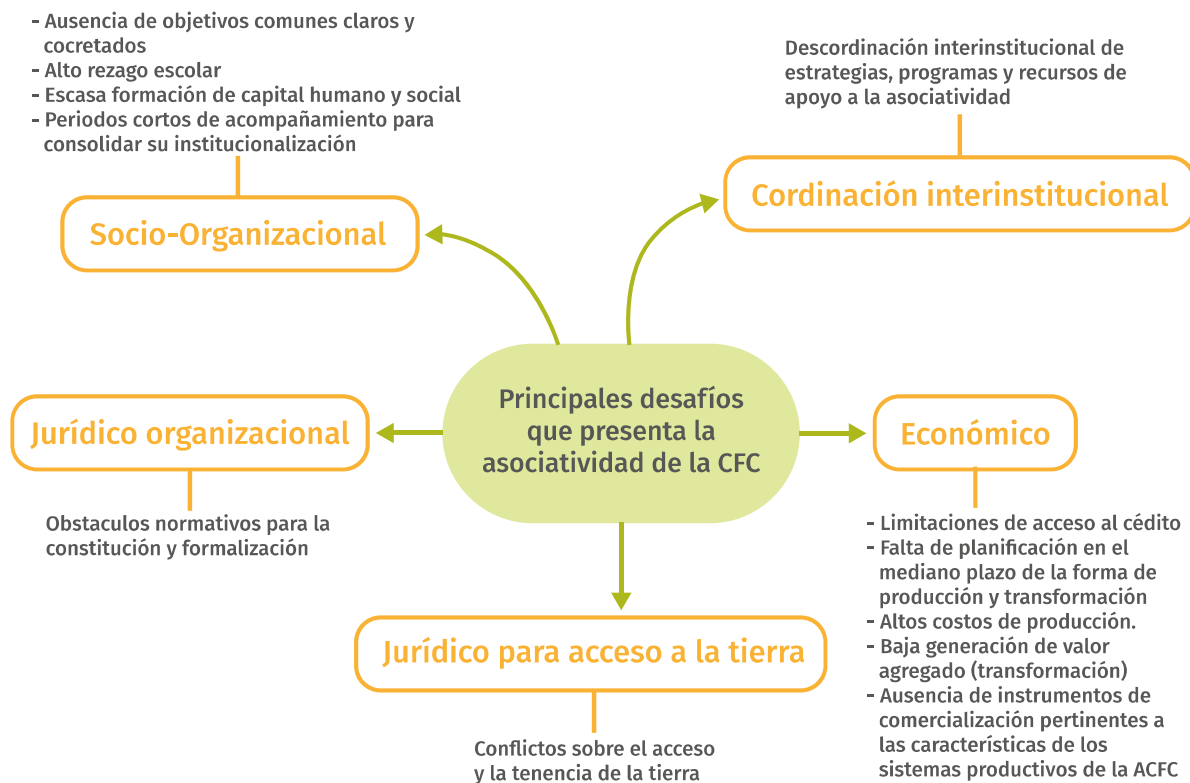 - Ausencia de objetivos comunes claros y
cocretados
- Alto rezago escolar
- Escasa formación de capital humano y social
- Periodos cortos de acompañamiento para
consolidar su institucionalización
Socio-Organizacional
Descordinación interinstitucional de
estrategias, programas y recursos de
apoyo a la asociatividad
Cordinación interinstitucional
Principales desafíos
que presenta la
asociatividad de la CFC
Jurídico organizacional
Obstaculos normativos para la
constitución y formalización
Económico
- Limitaciones de acceso al cédito
- Falta de planificación en el
mediano plazo de la forma de
producción y transformación
- Altos costos de producción.
- Baja generación de valor
agregado (transformación)
- Ausencia de instrumentos de
comercialización pertinentes a
las características de los
sistemas productivos de la ACFC
Jurídico para acceso a la tierra
Conflictos sobre el acceso
y la tenencia de la tierra